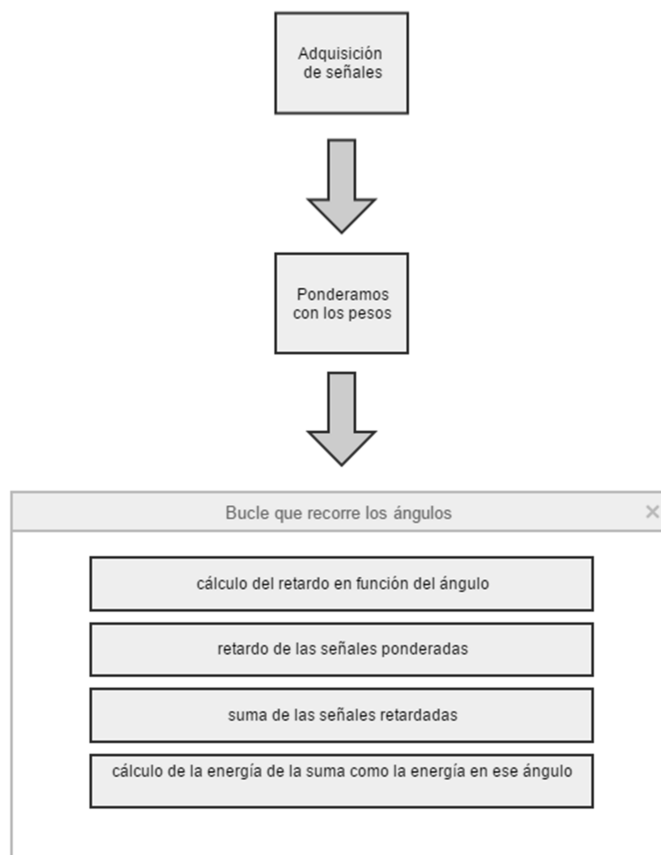 Adquisición
de señales
Ponderamos
con los pesos
Bucle que recorre los ángulos
cálculo del retardo en función del ángulo
retardo de las señales ponderadas
suma de las señales retardadas
cálculo de la energía de la suma como la energía en ese ángulo